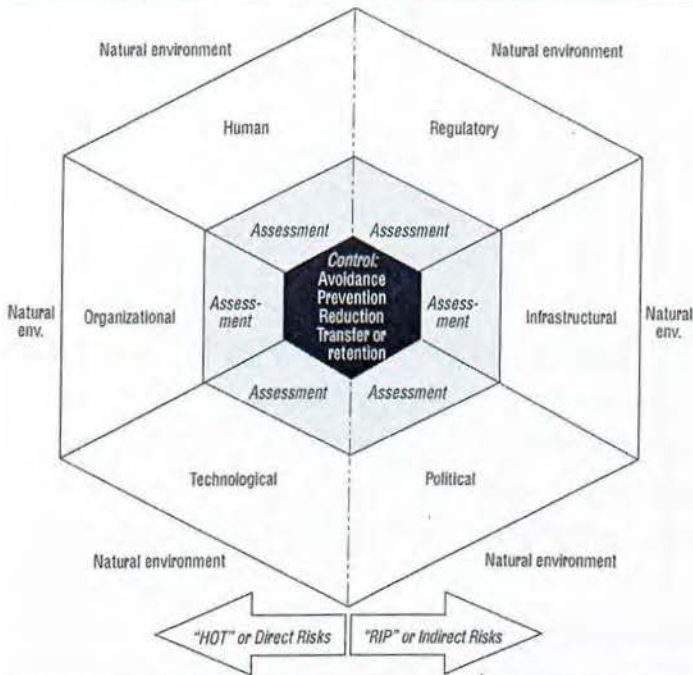 Natural environment
Natural environment
Human
Regulatory
Assessment
Assessment
Control:
Avoidance
Prevention
Reduction
Transfer or
retention
Assess-
ment
Assess-
ment
Natural
env.
Organizational
Infrastructural
Natural
env.
Assessment
Assessment
Technological
Political
Natural environment
Natural environment
"HOT" or Direct Risks
"RIP" or Indirect Risks